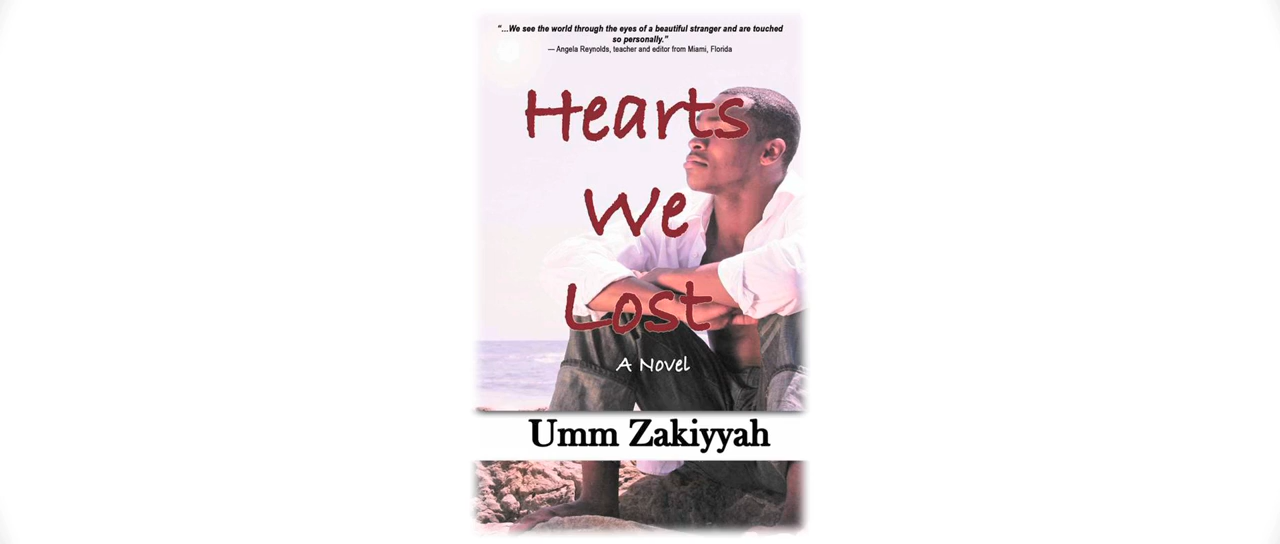 “...We see the world through the eyes of a beautiful stranger and are touched
so personally.”
— Angela Reynolds, teacher and editor from Miami, Florida
Hearts
We
Lost
A Novel
Umm Zakiyyah